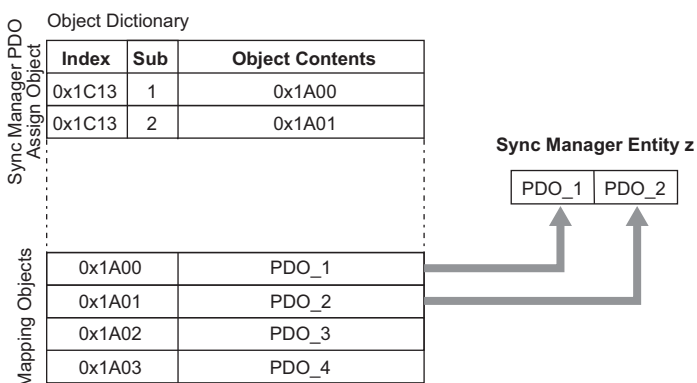 Object Dictionary
Sync Manager PDO
Assign Object
Index Sub Object Contents
0x1C13 1 0x1A00
0x1C13 2 0x1A01
Sync Manager Entity z
PDO_1 PDO_2
Mapping Objects
0x1A00 PDO_1
0x1A01 PDO_2
0x1A02 PDO_3
0x1A03 PDO_4